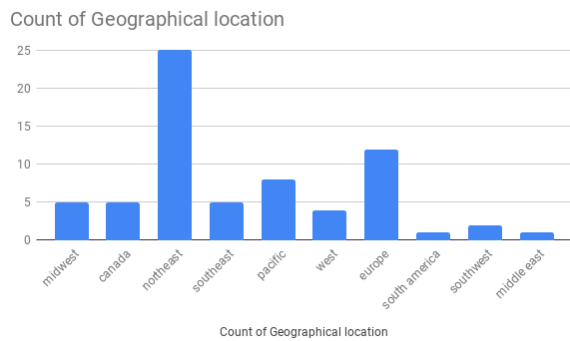 Count of Geographical location
25
20
15
10
5
0
midwest
canada
northeast
southeast
pacific
west
europe
south america
southwest
middle east
Count of Geographical location